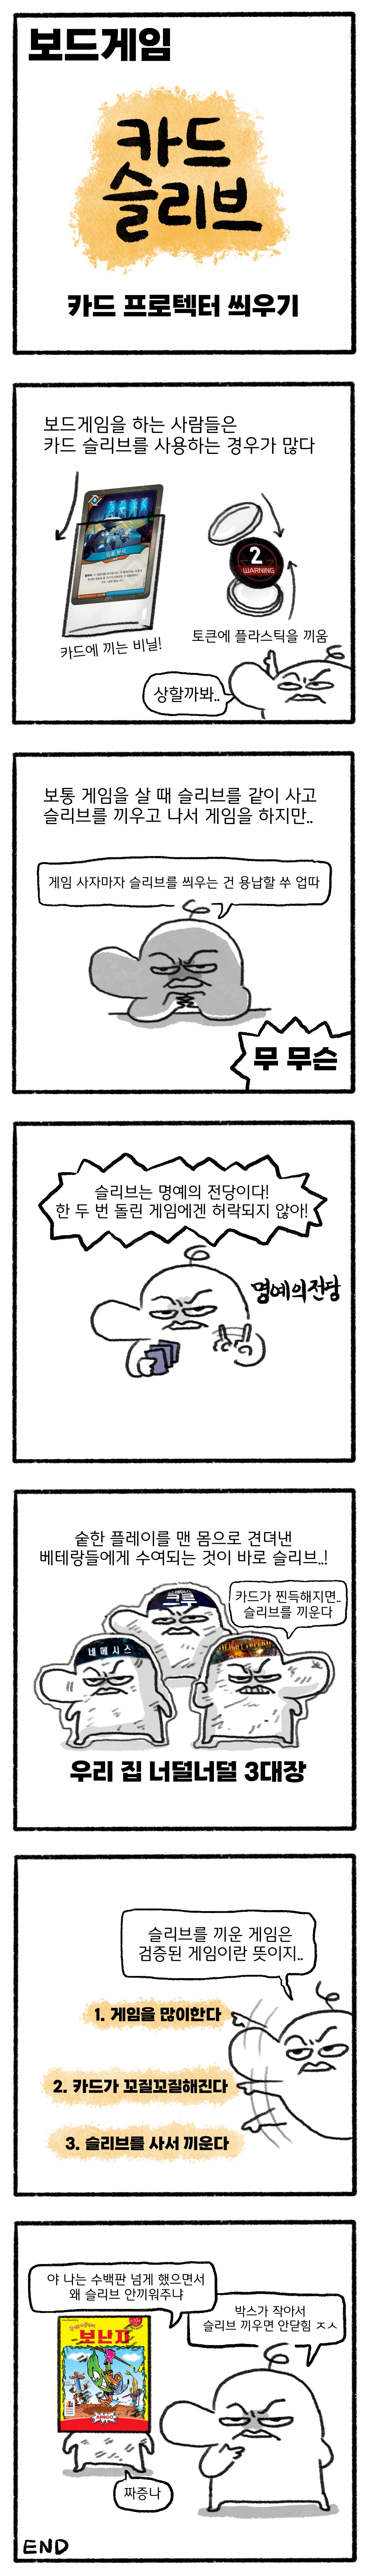 보드게임
카드
슬리브
카드 프로텍터 씌우기
보드게임을 하는 사람들은
카드 슬리브를 사용하는 경우가 많다
2
WARNING
카드에 끼는 비닐!
토큰에 플라스틱을 끼움
상할까봐..
보통 게임을 살 때 슬리브를 같이 사고
슬리브를 끼우고 나서 게임을 하지만..
게임 사자마자 슬리브를 씌우는 건 용납할 쑤 업따
무 무슨
슬리브는 명예의 전당이다!
한 두 번 돌린 게임에겐 허락되지 않아!
명예의전당
숱한 플레이를 맨 몸으로 견뎌낸
베테랑들에게 수여되는 것이 바로 슬리브..!
카드가 찐득해지면..
슬리브를 끼운다
크루
네메시스
우리 집 너덜너덜 3대장
슬리브를 끼운 게임은
검증된 게임이란 뜻이지..
1. 게임을 많이한다
2. 카드가 꼬질꼬질해진다
3. 슬리브를 사서 끼운다
야 나는 수백판 넘게 했으면서
왜 슬리브 안끼워주냐
박스가 작아서
슬리브 끼우면 안닫힘 ㅈㅅ
보난자
AMIGO
짜증나
END